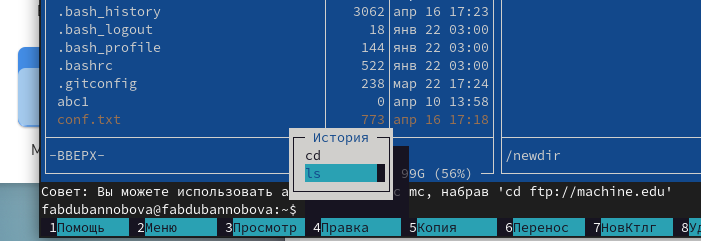 .bash_history 3062 апр 16 17:23
.bash_logout 18 янв 22 03:00
.bash_profile 144 янв 22 03:00
.bashrc 522 янв 22 03:00
.gitconfig 238 мар 22 17:24
abc1 0 апр 10 13:58
conf.txt 773 апр 16 17:18
История
cd
ls
-ВВЕРХ-
99G (56%)
/newdir
Совет: Вы можете использовать mc, набрав 'cd ftp://machine.edu'
fabdubannobova@fabdubannobova:~$
1Помощь 2Меню 3Просмотр 4Правка 5Копия 6Перенос 7НовКтлг 8